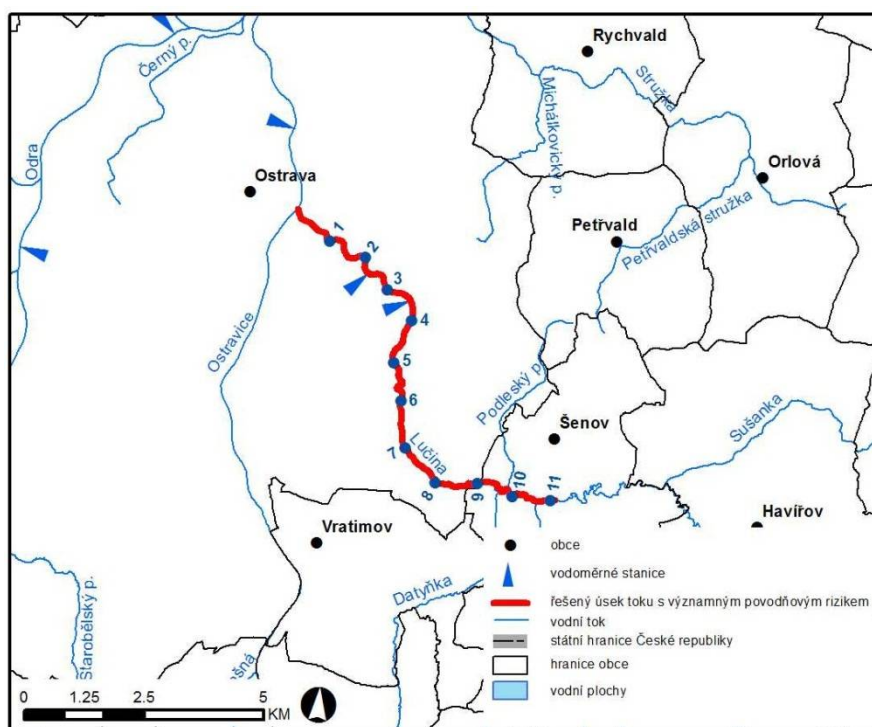 Rychvald
Černý p.
Stružka
Michálkovický p.
Odra
Ostrava
Orlová
Petřvald
Petřvaldská stružka
1
2
3
4
Ostravice
5
Podleský p.
6
Šenov
Sušanka
Lučina
7
8
9
10
11
Havířov
Vratimov
Datyňka
Starobělský p.
obce
vodoměrné stanice
řešený úsek toku s významným povodňovým rizikem
vodní tok
státní hranice České republiky
hranice obce
vodní plochy
0 1.25 2.5 5
KM